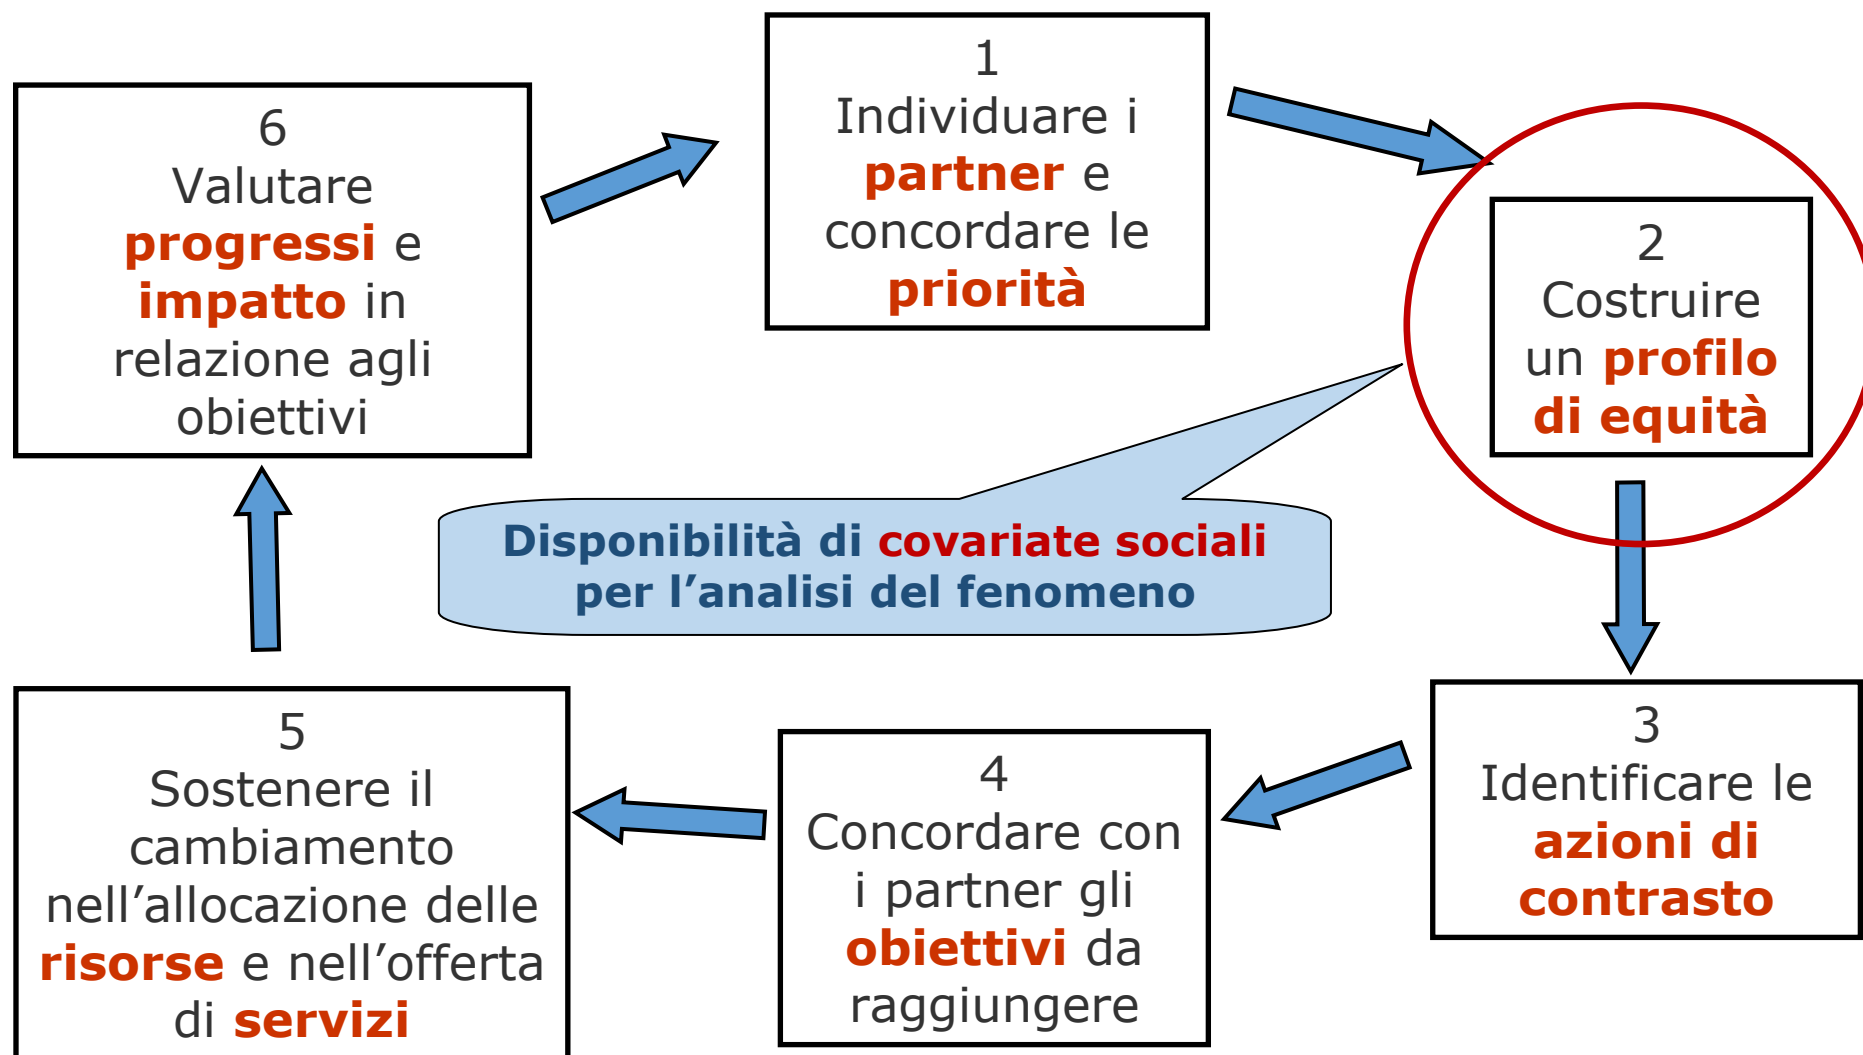 1
Individuare i
partner e
concordare le
priorità
2
Costruire
un profilo
di equità
3
Identificare le
azioni di
contrasto
4
Concordare con
i partner gli
obiettivi da
raggiungere
5
Sostenere il
cambiamento
nell’allocazione delle
risorse e nell’offerta
di servizi
6
Valutare
progressi e
impatto in
relazione agli
obiettivi
Disponibilità di covariate sociali
per l’analisi del fenomeno